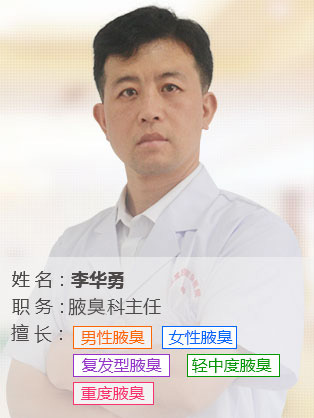 姓 名：李华勇
职 务：腋臭科主任
擅 长：男性腋臭 女性腋臭
复发型腋臭 轻中度腋臭
重度腋臭